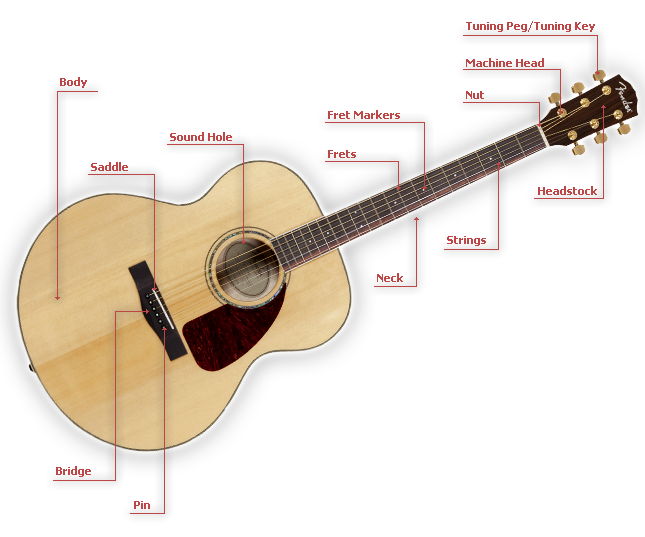 Tuning Peg/Tuning Key
Machine Head
Body
Nut
Fret Markers
Sound Hole
Frets
Saddle
Headstock
Strings
Neck
Bridge
Pin
Fender